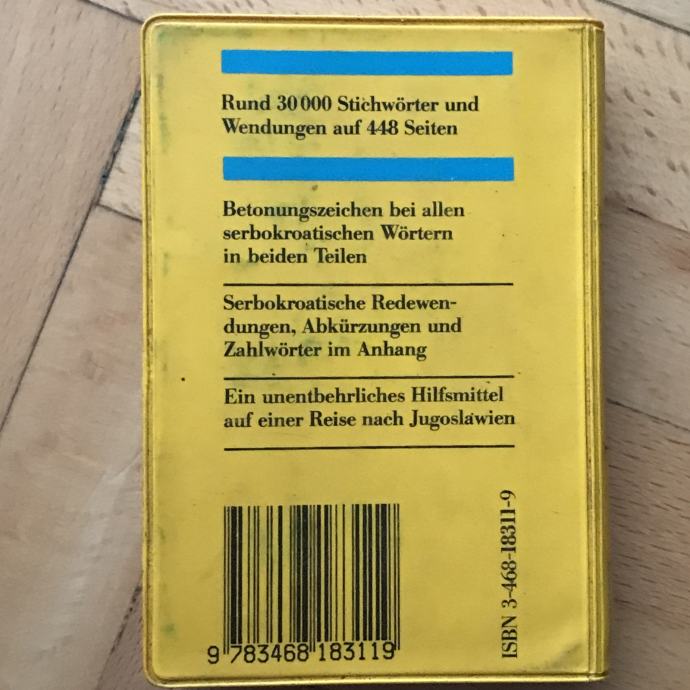 Rund 30 000 Stichwörter und
Wendungen auf 448 Seiten
Betonungszeichen bei allen
serbokroatischen Wörtern
in beiden Teilen
Serbokroatische Redewen-
dungen, Abkürzungen und
Zahlwörter im Anhang
Ein unentbehrliches Hilfsmittel
auf einer Reise nach Jugoslawien
9 783468 183119
ISBN 3-468-18311-9